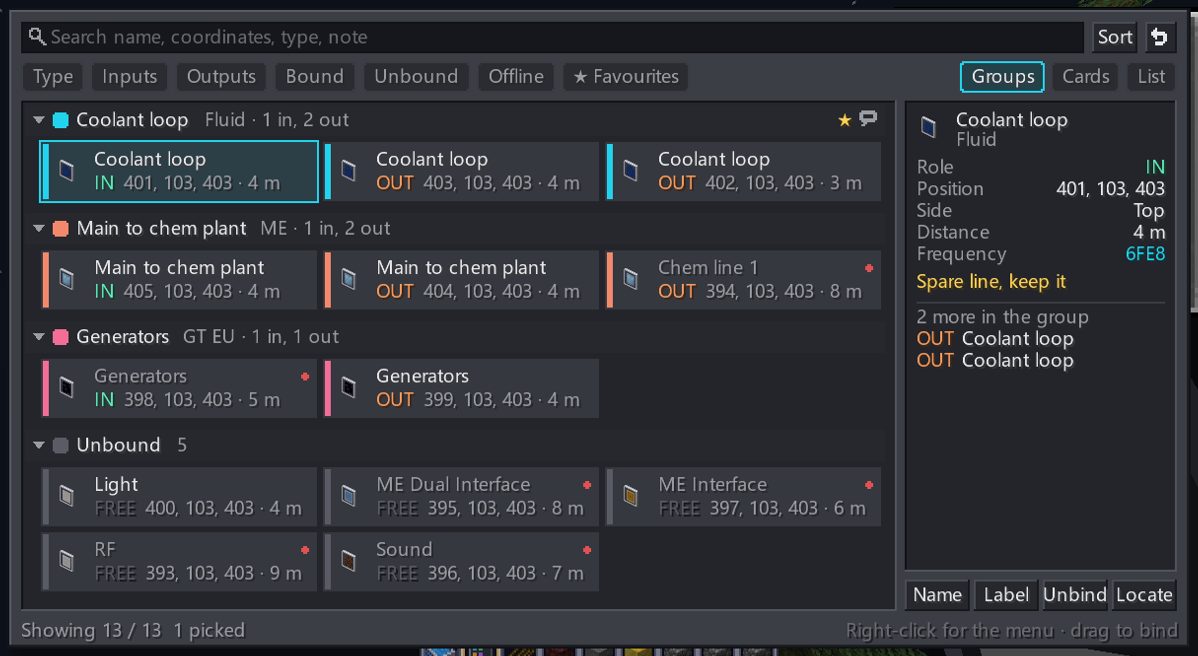 Search name, coordinates, type, note
Sort
Type Inputs Outputs Bound Unbound Offline ★ Favourites
Groups Cards List
Coolant loop Fluid · 1 in, 2 out
Coolant loop
IN 401, 103, 403 · 4 m
Coolant loop
OUT 403, 103, 403 · 4 m
Coolant loop
OUT 402, 103, 403 · 3 m
Main to chem plant ME · 1 in, 2 out
Main to chem plant
IN 405, 103, 403 · 4 m
Main to chem plant
OUT 404, 103, 403 · 4 m
Chem line 1
OUT 394, 103, 403 · 8 m
Generators GT EU · 1 in, 1 out
Generators
IN 398, 103, 403 · 5 m
Generators
OUT 399, 103, 403 · 4 m
Unbound 5
Light
FREE 400, 103, 403 · 4 m
ME Dual Interface
FREE 395, 103, 403 · 8 m
ME Interface
FREE 397, 103, 403 · 6 m
RF
FREE 393, 103, 403 · 9 m
Sound
FREE 396, 103, 403 · 7 m
Coolant loop
Fluid
Role IN
Position 401, 103, 403
Side Top
Distance 4 m
Frequency 6FE8
Spare line, keep it
2 more in the group
OUT Coolant loop
OUT Coolant loop
Name Label Unbind Locate
Showing 13 / 13 1 picked
Right-click for the menu · drag to bind